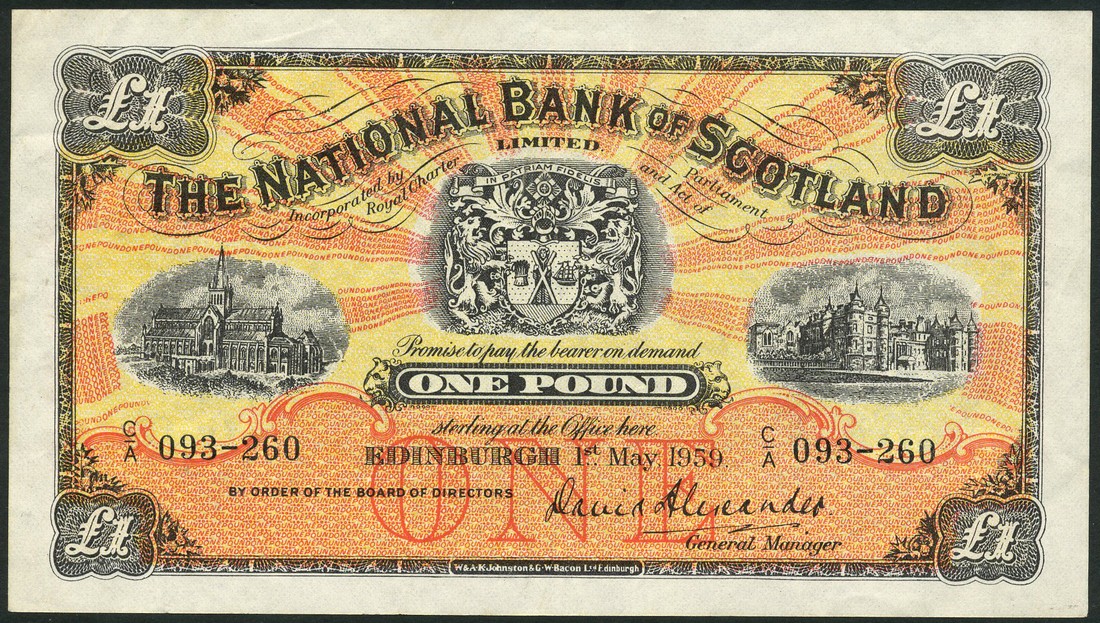 £1 £1
THE NATIONAL BANK OF SCOTLAND
LIMITED
Incorporated by Royal Charter
and Act of Parliament
IN PATRIAM FIDELIS
Promise to pay the bearer on demand
ONE POUND
sterling at the Office here
C/A 093-260
EDINBURGH 1st May, 1959.
C/A 093-260
ONE
BY ORDER OF THE BOARD OF DIRECTORS
David Alexander
General Manager
£1 £1
W.& A.K. Johnston & G.W. Bacon Ltd Edinburgh